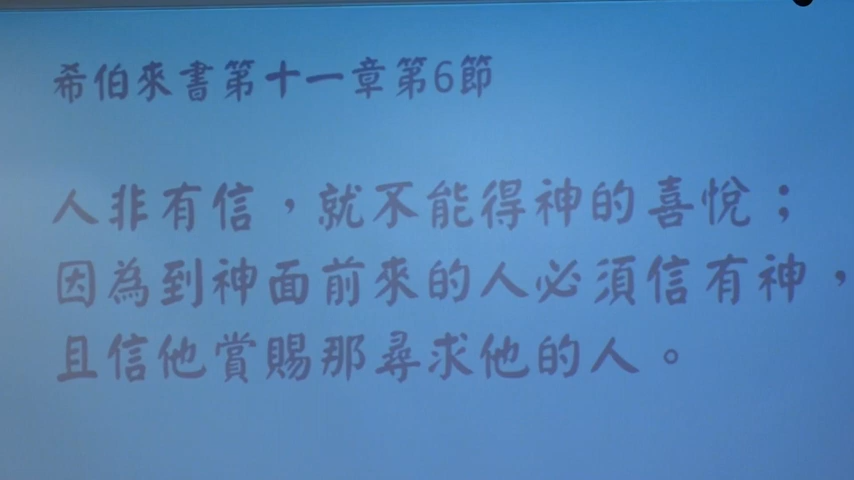 希伯來書第十一章第6節
人非有信，就不能得神的喜悅；
因為到神面前來的人必須信有神，
且信他賞賜那尋求他的人。